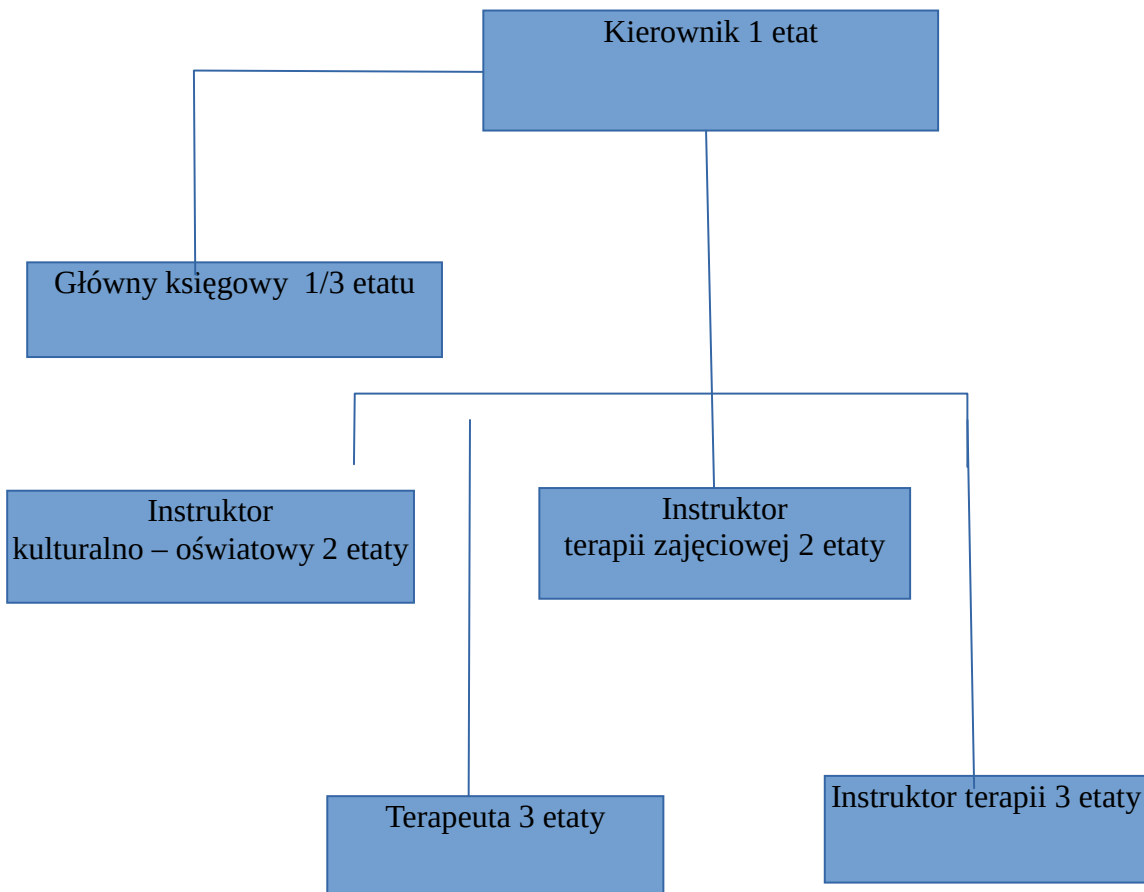 Kierownik 1 etat
Główny księgowy  1/3 etatu
Instruktor
kulturalno – oświatowy 2 etaty
Instruktor
terapii zajęciowej 2 etaty
Terapeuta 3 etaty
Instruktor terapii 3 etaty